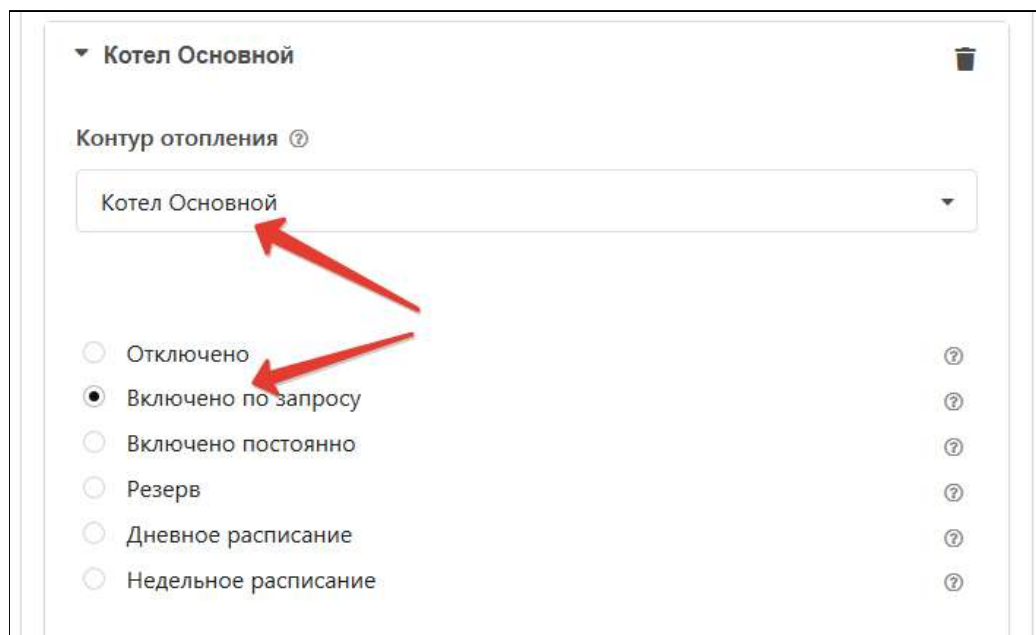 Котел Основной
Контур отопления
Котел Основной
Отключено
Включено по запросу
Включено постоянно
Резерв
Дневное расписание
Недельное расписание